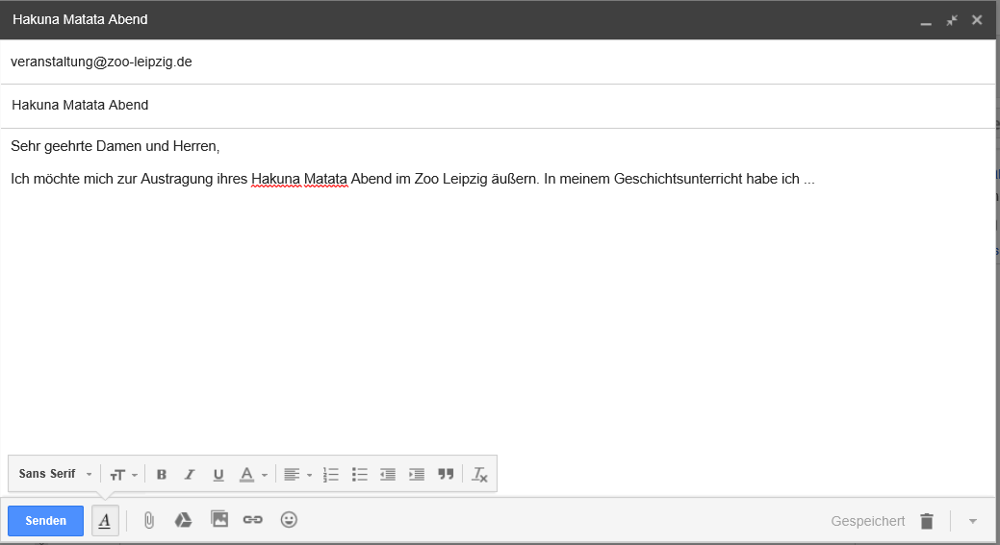 Hakuna Matata Abend
veranstaltung@zoo-leipzig.de
Hakuna Matata Abend
Sehr geehrte Damen und Herren,
Ich möchte mich zur Austragung ihres Hakuna Matata Abend im Zoo Leipzig äußern. In meinem Geschichtsunterricht habe ich ...
Sans Serif
Senden
Gespeichert